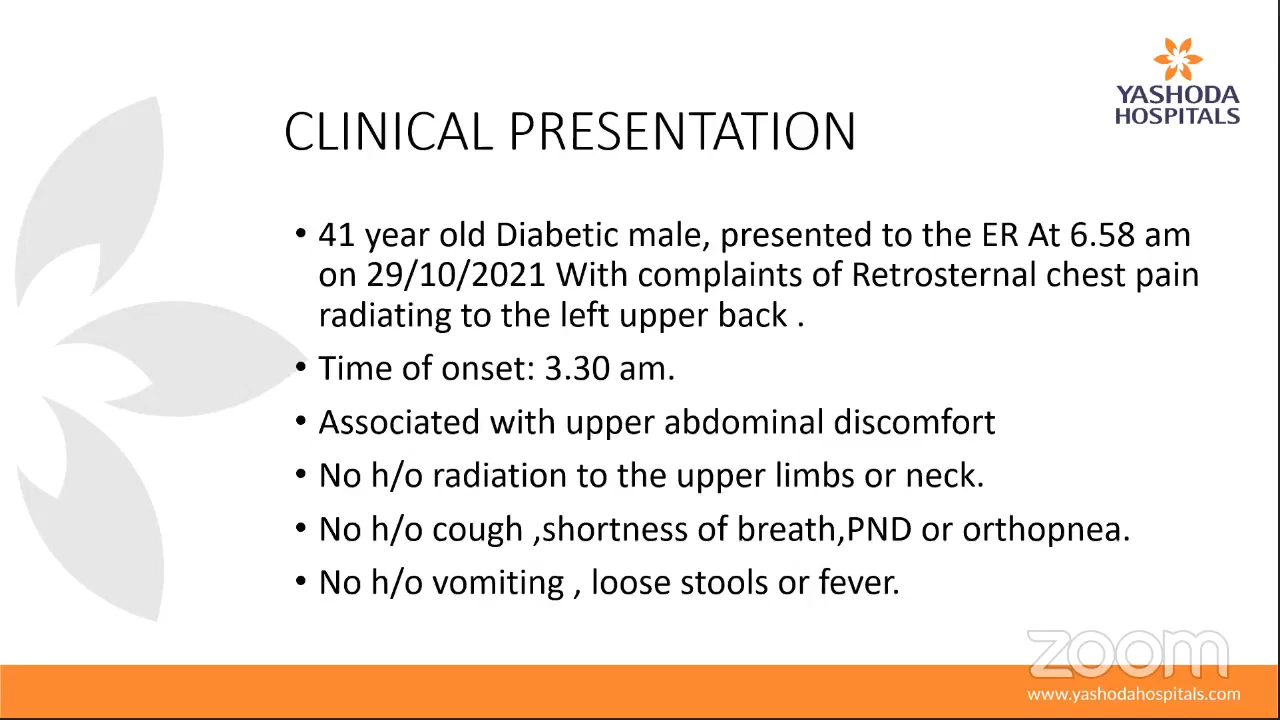 YASHODA
HOSPITALS
CLINICAL PRESENTATION
• 41 year old Diabetic male, presented to the ER At 6.58 am
on 29/10/2021 With complaints of Retrosternal chest pain
radiating to the left upper back .
• Time of onset: 3.30 am.
• Associated with upper abdominal discomfort
• No h/o radiation to the upper limbs or neck.
• No h/o cough ,shortness of breath,PND or orthopnea.
• No h/o vomiting , loose stools or fever.
zoom
www.yashodahospitals.com